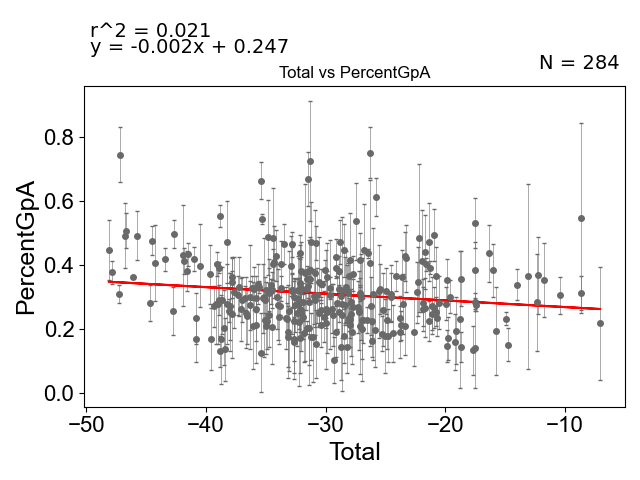 r^2 = 0.021
y = -0.002x + 0.247
N = 284
Total vs PercentGpA
PercentGpA
0.8
0.6
0.4
0.2
0.0
−50 −40 −30 −20 −10
Total